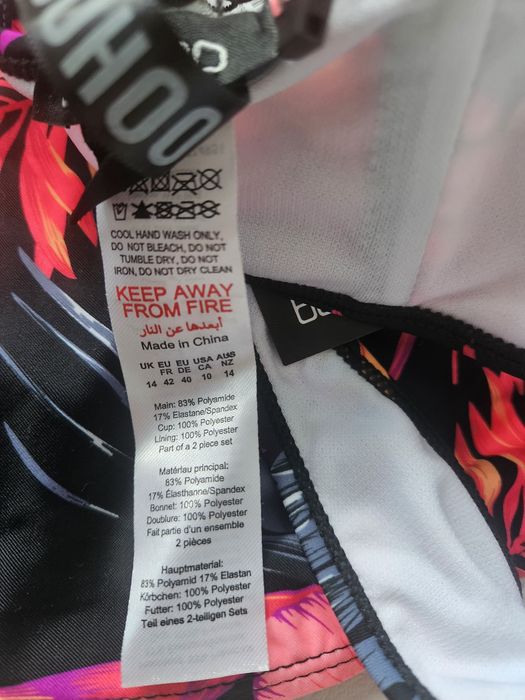 OOHOO
COOL HAND WASH ONLY,
DO NOT BLEACH, DO NOT
TUMBLE DRY, DO NOT
IRON, DO NOT DRY CLEAN
KEEP AWAY
FROM FIRE
أبعدها عن النار
Made in China
UK EU EU USA AUS
FR DE CA NZ
14 42 40 10 14
Main: 83% Polyamide
17% Elastane/Spandex
Cup: 100% Polyester
Lining: 100% Polyester
Part of a 2 piece set
Matériau principal:
83% Polyamide
17% Élasthanne/Spandex
Bonnet: 100% Polyester
Doublure: 100% Polyester
Fait partie d'un ensemble
2 pièces
Hauptmaterial:
83% Polyamid 17% Elastan
Körbchen: 100% Polyester
Futter: 100% Polyester
Teil eines 2-teiligen Sets